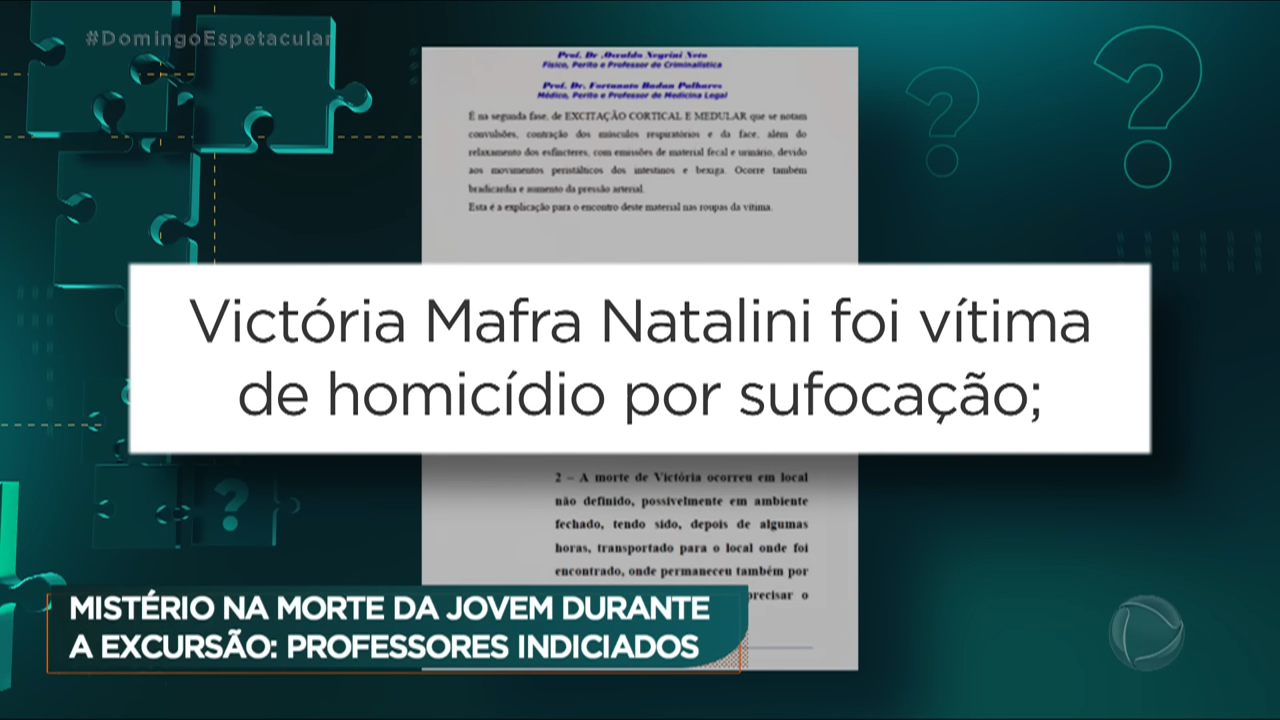 #DomingoEspetacular
Prof. Dr .Osvaldo Negrini Neto
Físico, Perito e Professor de Criminalística
Prof. Dr. Fortunato Badan Palhares
Médico, Perito e Professor de Medicina Legal
É na segunda fase, de EXCITAÇÃO CORTICAL E MEDULAR que se notam
convulsões, contração dos músculos respiratórios e da face, além do
relaxamento dos esfíncteres, com emissões de material fecal e urinário, devido
aos movimentos peristálticos dos intestinos e bexiga. Ocorre também
bradicardia e aumento da pressão arterial.
Esta é a explicação para o encontro deste material nas roupas da vítima.
Victória Mafra Natalini foi vítima
de homicídio por sufocação;
2 – A morte de Victória ocorreu em local
não definido, possivelmente em ambiente
fechado, tendo sido, depois de algumas
horas, transportado para o local onde foi
encontrado, onde permaneceu também por
precisar o
MISTÉRIO NA MORTE DA JOVEM DURANTE
A EXCURSÃO: PROFESSORES INDICIADOS